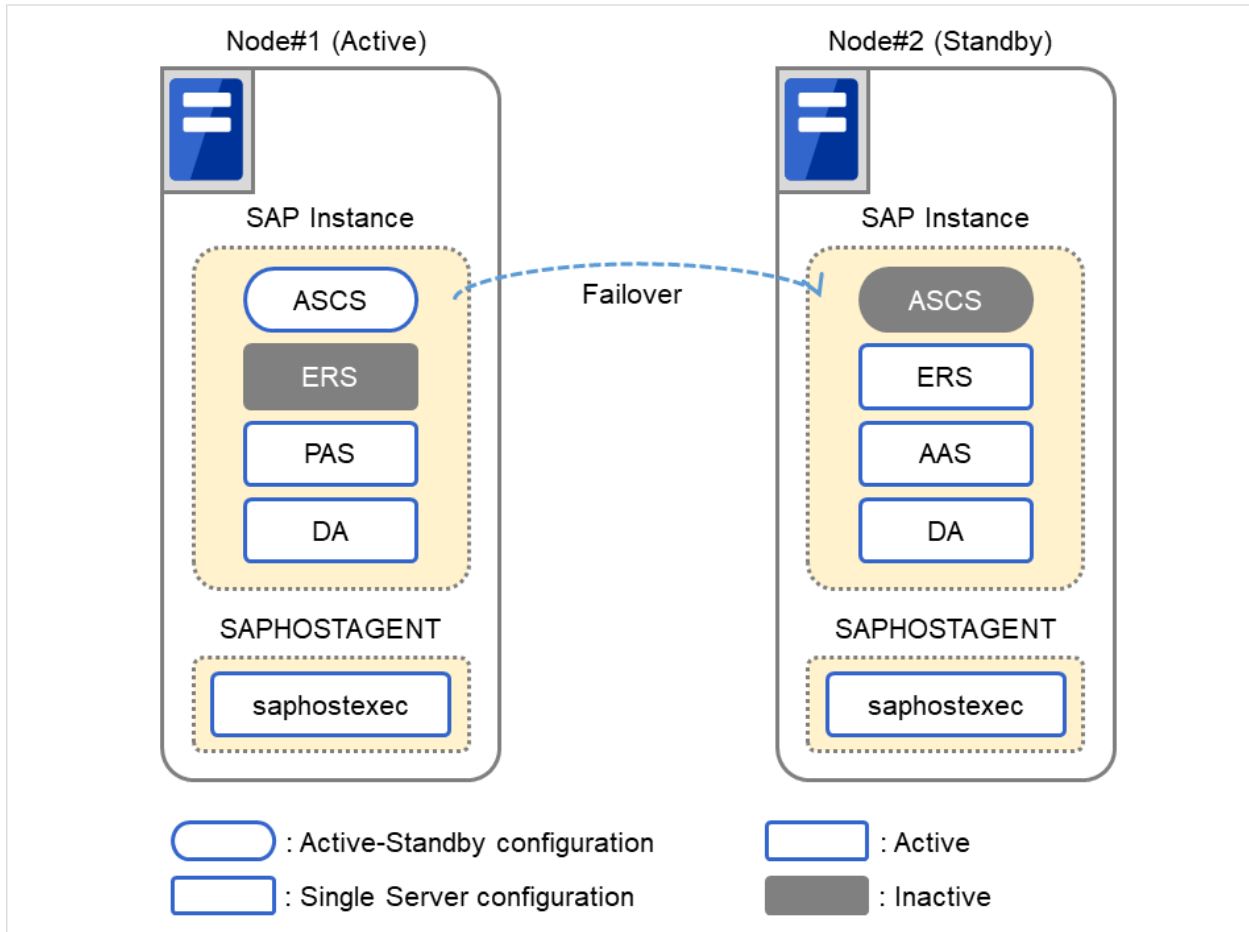 Node#1 (Active)
Node#2 (Standby)
SAP Instance
SAP Instance
ASCS
Failover
ASCS
ERS
ERS
PAS
AAS
DA
DA
SAPHOSTAGENT
SAPHOSTAGENT
saphostexec
saphostexec
: Active-Standby configuration
: Active
: Single Server configuration
: Inactive